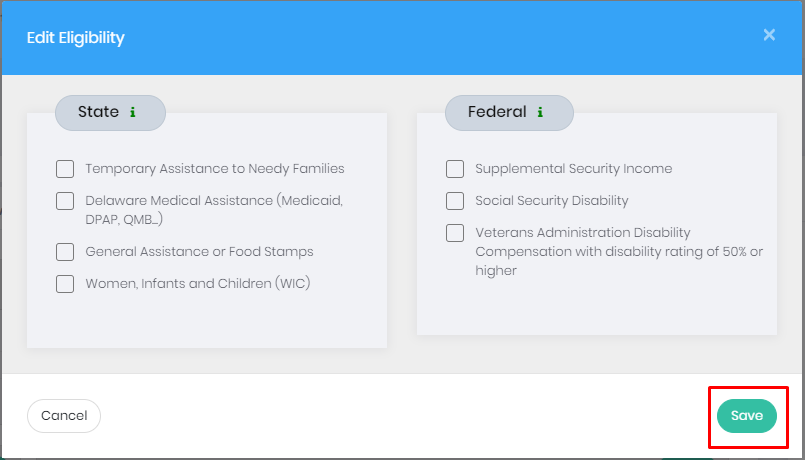 Edit Eligibility
×
State i
Temporary Assistance to Needy Families
Delaware Medical Assistance (Medicaid,
DPAP, QMB...)
General Assistance or Food Stamps
Women, Infants and Children (WIC)
Federal i
Supplemental Security Income
Social Security Disability
Veterans Administration Disability
Compensation with disability rating of 50% or
higher
Cancel
Save